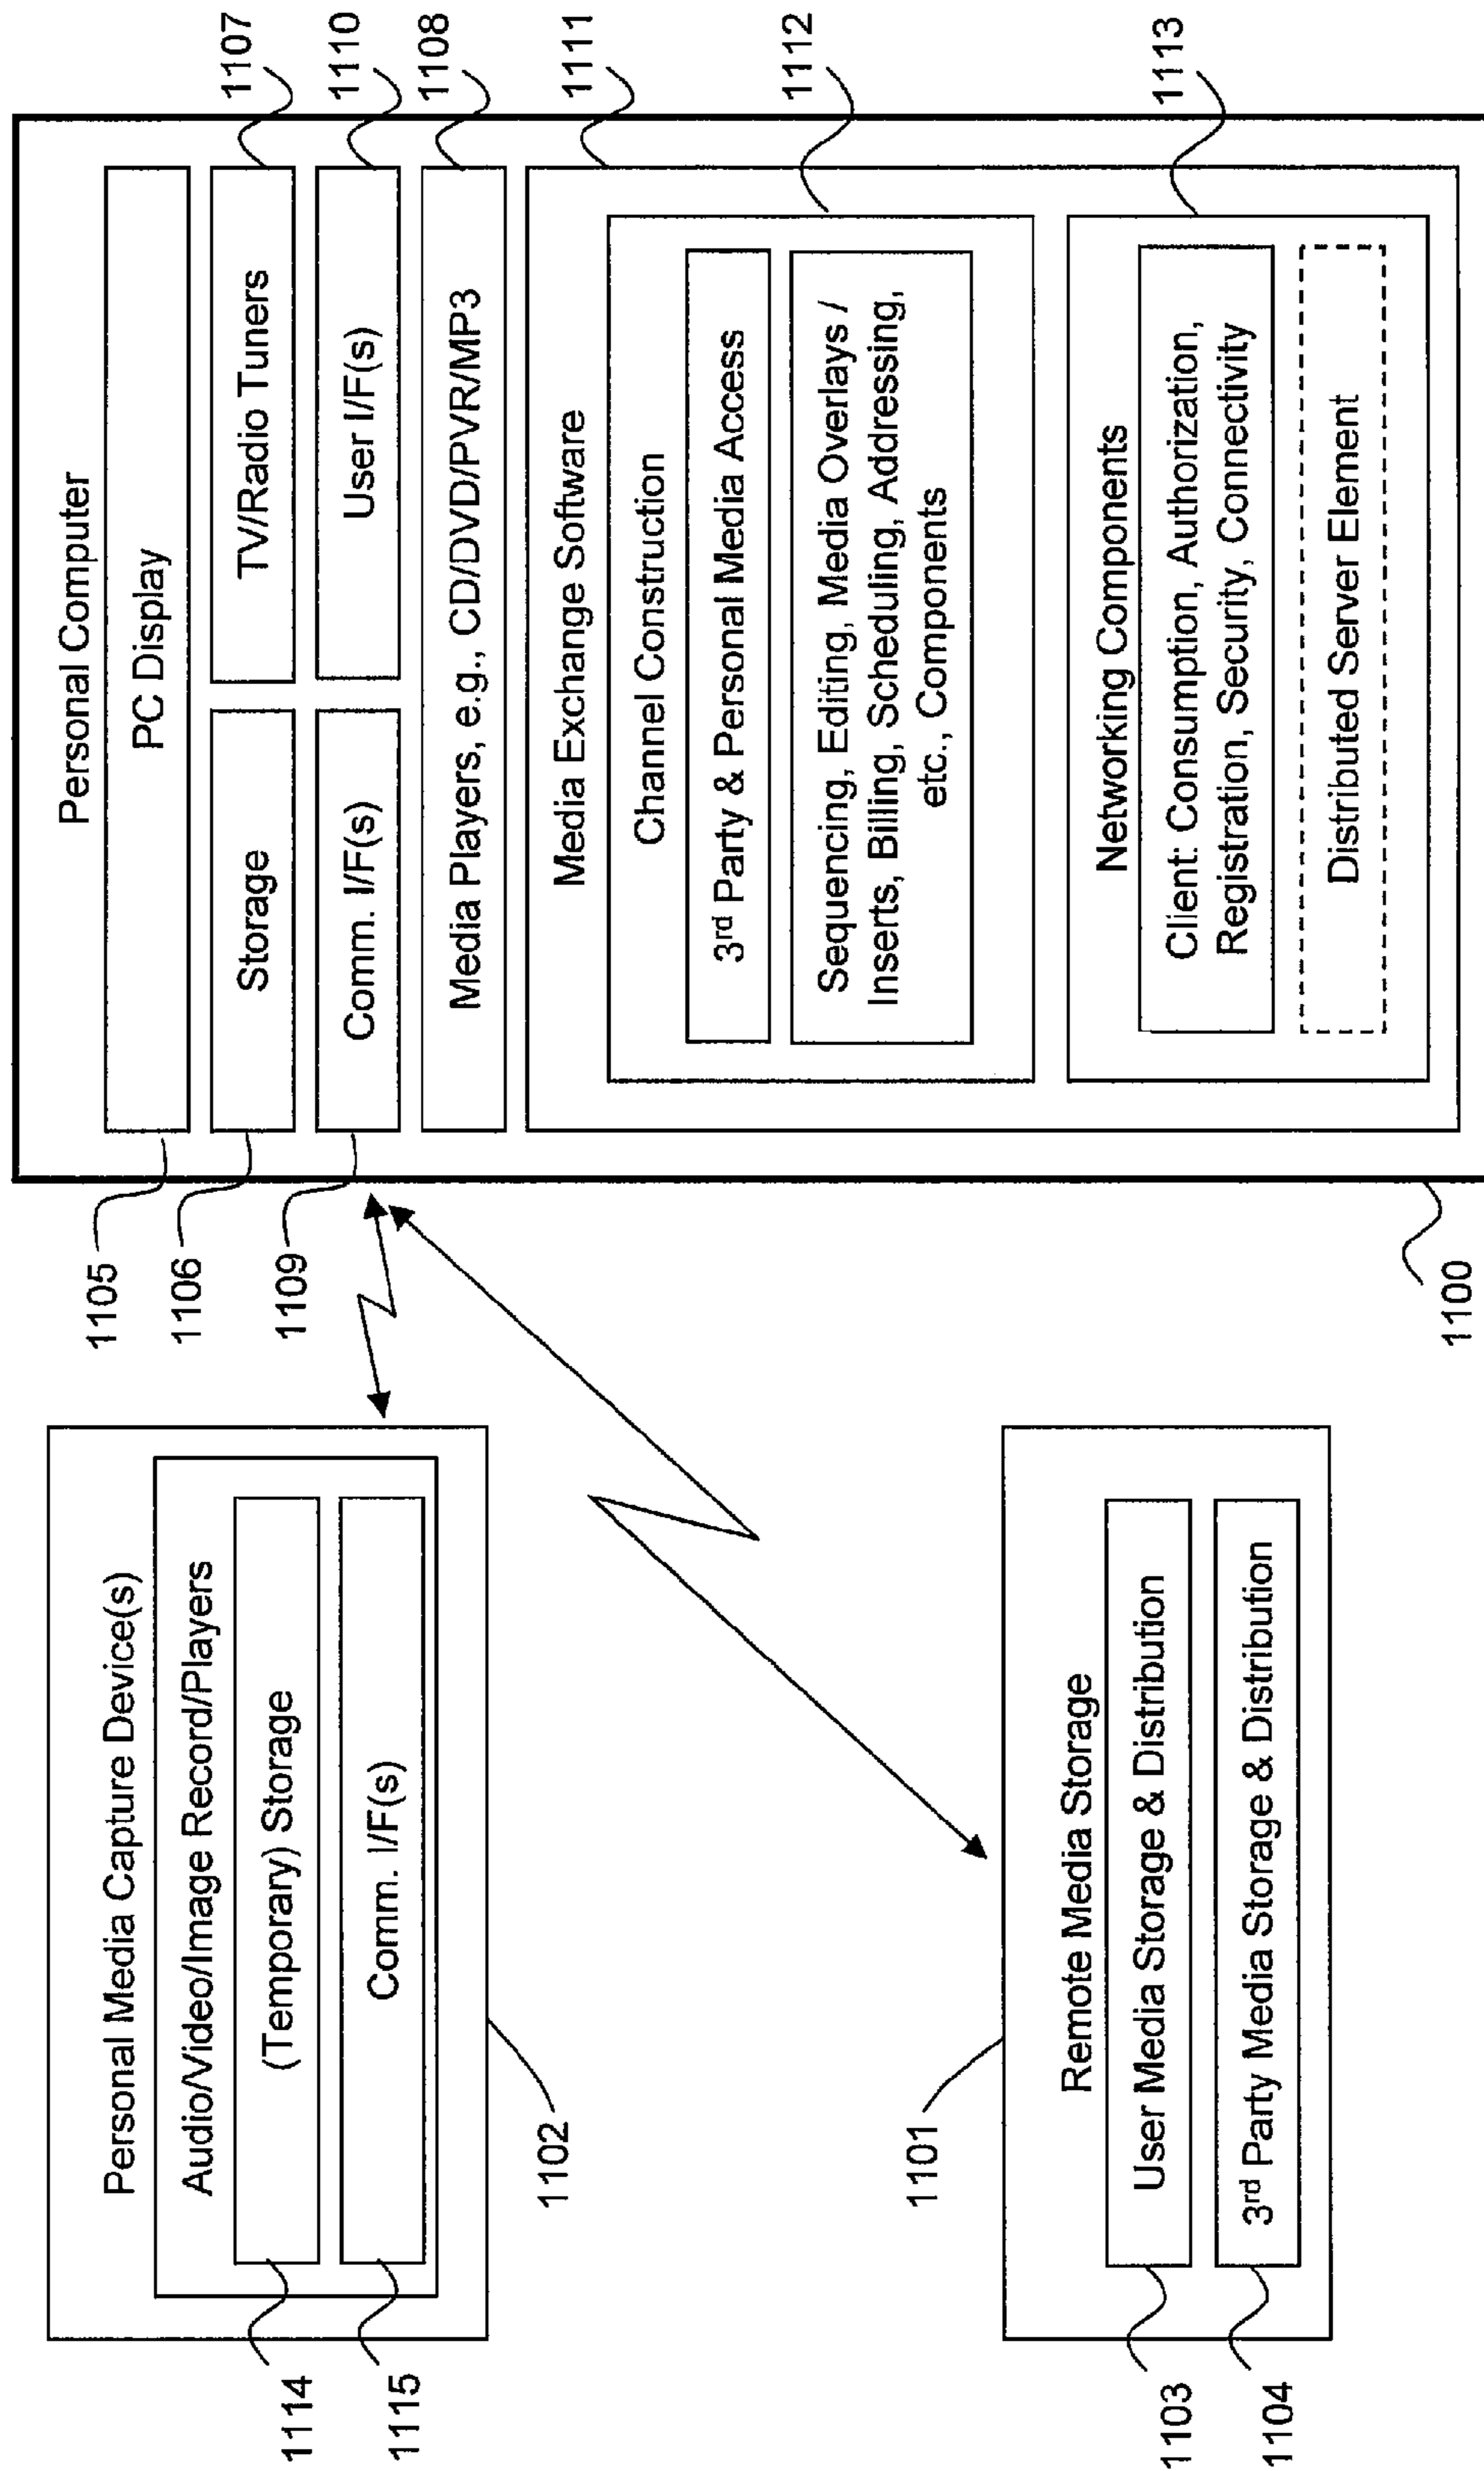 Personal Media Capture Device(s)
Audio/Video/Image Record/Players
(Temporary) Storage
Comm. I/F(s)
1114
1115
1102
1101
Remote Media Storage
User Media Storage & Distribution
3rd Party Media Storage & Distribution
1103
1104
Personal Computer
PC Display
Storage
TV/Radio Tuners
Comm. I/F(s)
User I/F(s)
Media Players, e.g., CD/DVD/PVR/MP3
Media Exchange Software
Channel Construction
3rd Party & Personal Media Access
Sequencing, Editing, Media Overlays /
Inserts, Billing, Scheduling, Addressing,
etc., Components
Networking Components
Client: Consumption, Authorization,
Registration, Security, Connectivity
Distributed Server Element
1105
1106
1109
1100
1107
1110
1108
1111
1112
1113